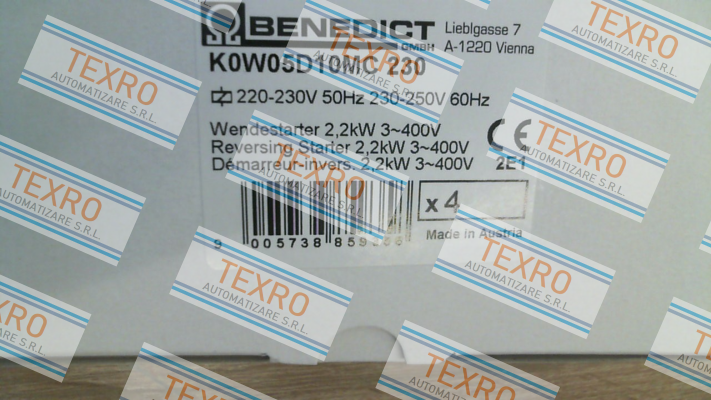 BENEDICT
GMBH
Lieblgasse 7
A-1220 Vienna
K0W05D10MC 230
220-230V 50Hz 230-250V 60Hz
Wendestarter 2,2kW 3~400V
Reversing Starter 2,2kW 3~400V
Démarreur-invers. 2,2kW 3~400V
CE
2E1
x 4
9 005738
Made in Austria
TEXRO
AUTOMATIZARE S.R.L.